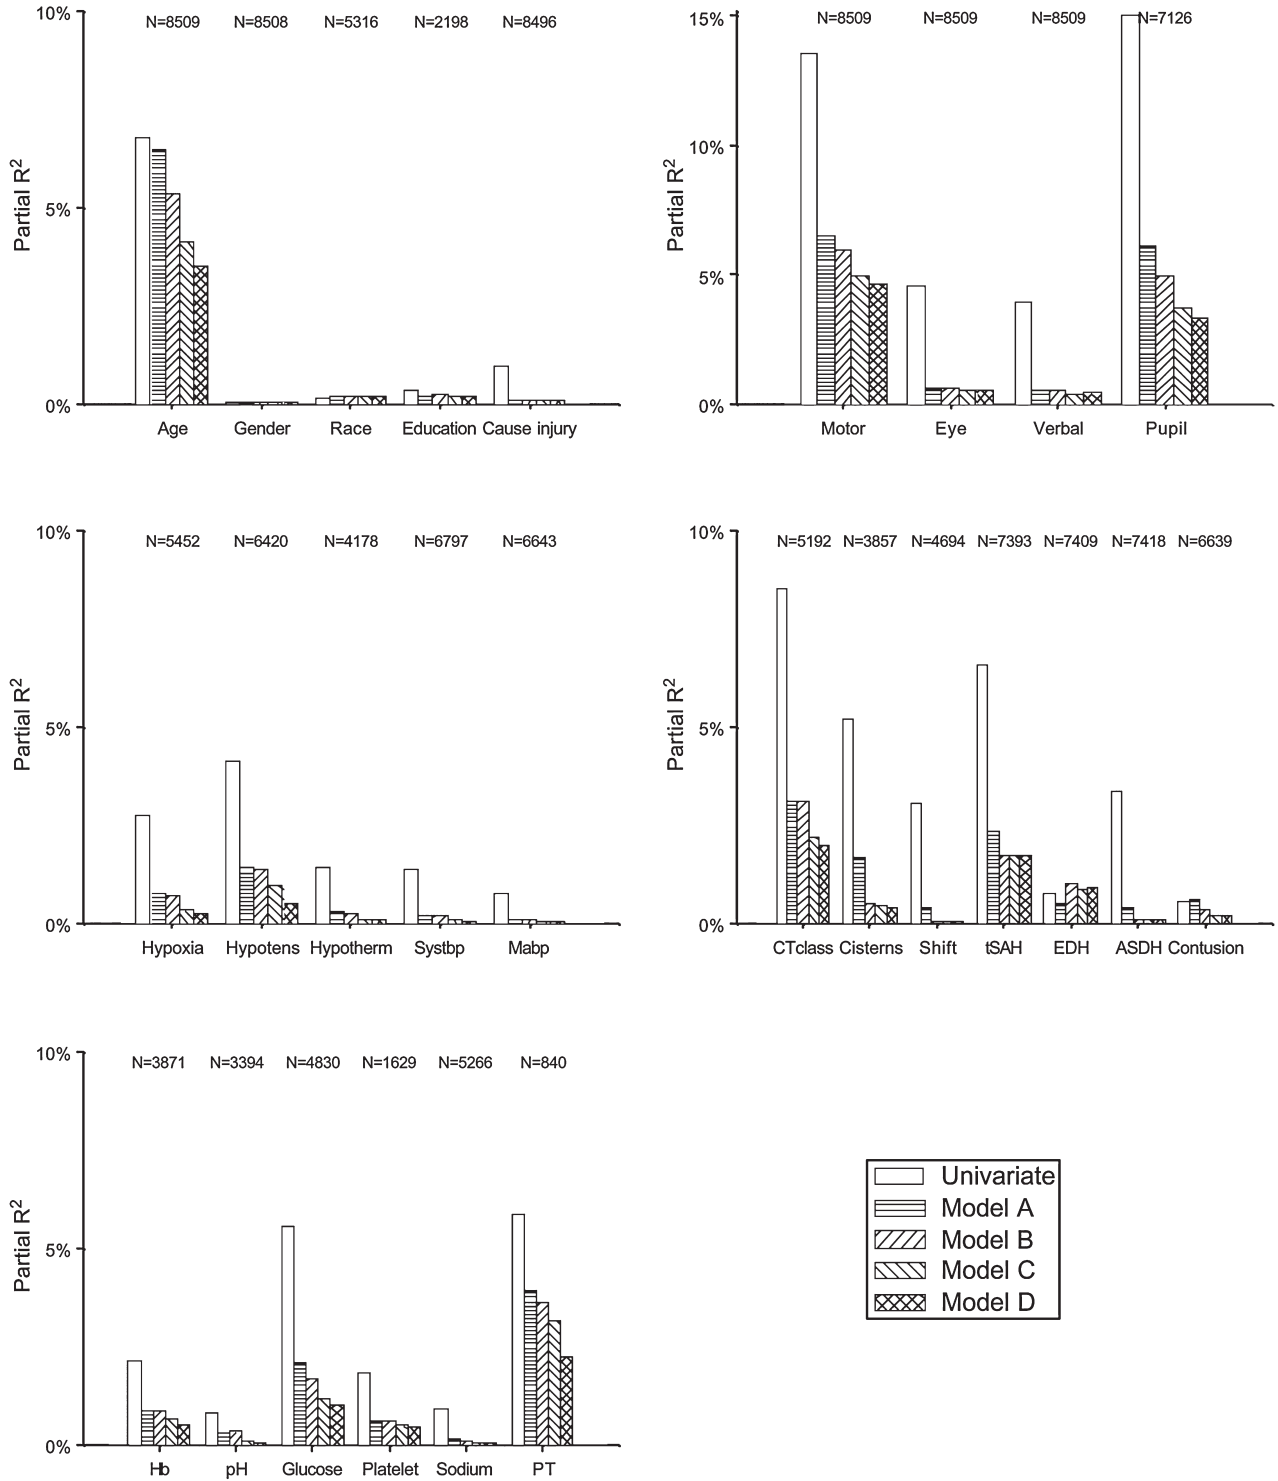 10%
N=8509 N=8508 N=5316 N=2198 N=8496
Partial R²
5%
0%
Age Gender Race Education Cause injury
15%
N=8509 N=8509 N=8509 N=7126
10%
Partial R²
5%
0%
Motor Eye Verbal Pupil
10%
N=5452 N=6420 N=4178 N=6797 N=6643
Partial R²
5%
0%
Hypoxia Hypotens Hypotherm Systbp Mabp
10%
N=5192 N=3857 N=4694 N=7393 N=7409 N=7418 N=6639
Partial R²
5%
0%
CTclass Cisterns Shift tSAH EDH ASDH Contusion
10%
N=3871 N=3394 N=4830 N=1629 N=5266 N=840
Partial R²
5%
0%
Hb pH Glucose Platelet Sodium PT
Univariate
Model A
Model B
Model C
Model D